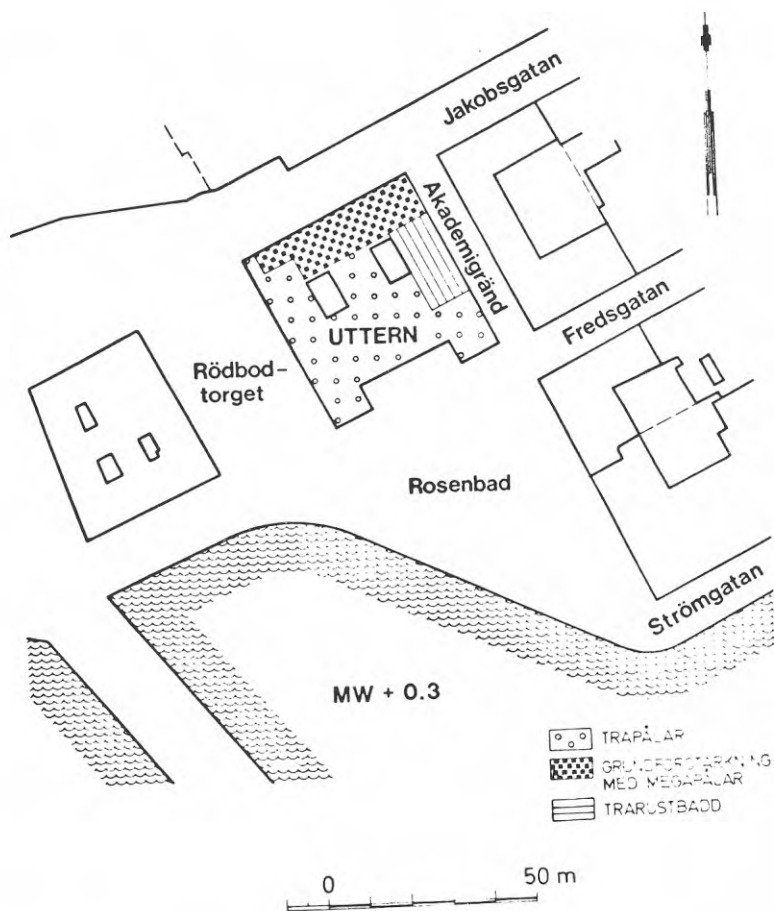 Jakobsgatan
Akademigränd
Fredsgatan
UTTERN
Rödbod-
torget
Rosenbad
Strömgatan
MW + 0.3
TRÄPÅLAR
GRUNDFÖRSTÄRKNING
MED MEGAPÅLAR
TRÄRUSTBÄDD
0 50 m